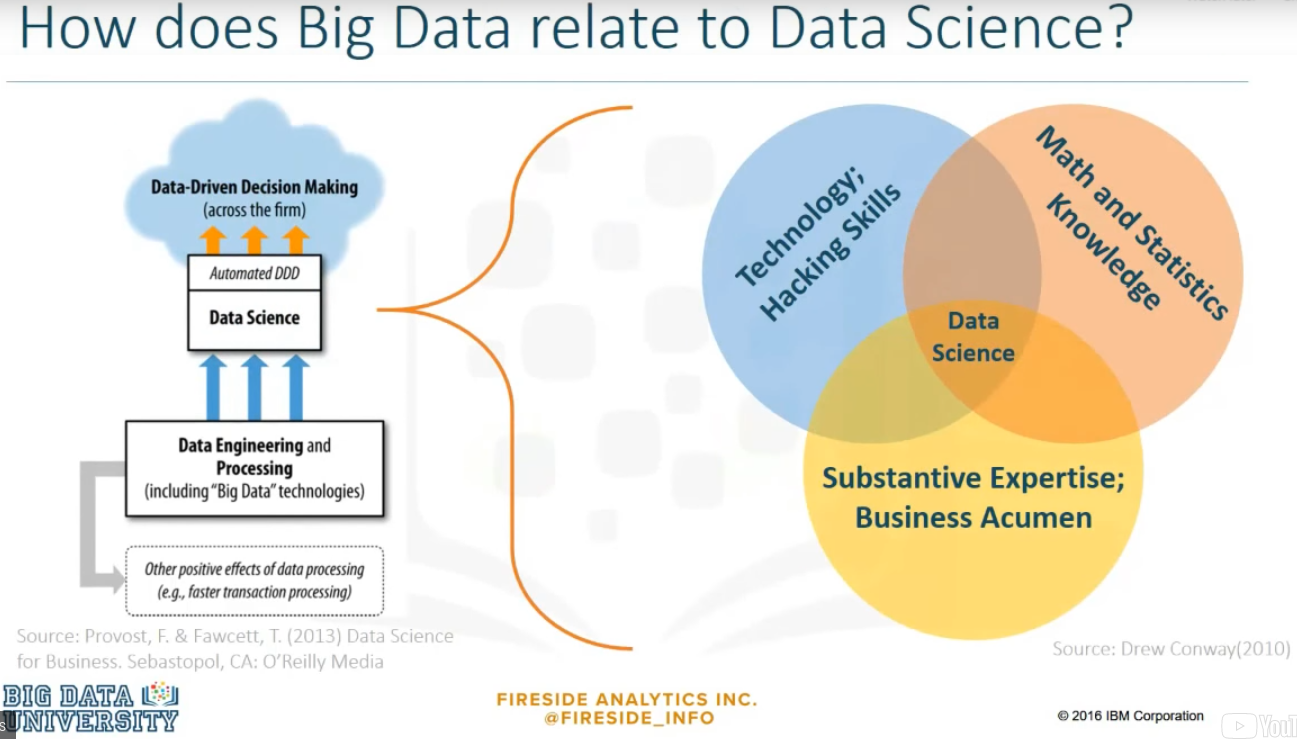 How does Big Data relate to Data Science?
Data-Driven Decision Making
(across the firm)
Automated DDD
Data Science
Data Engineering and
Processing
(including "Big Data" technologies)
Other positive effects of data processing
(e.g., faster transaction processing)
Source: Provost, F. & Fawcett, T. (2013) Data Science
for Business. Sebastopol, CA: O'Reilly Media
Technology;
Hacking Skills
Math and Statistics
Knowledge
Data
Science
Substantive Expertise;
Business Acumen
Source: Drew Conway(2010)
BIG DATA
UNIVERSITY
FIRESIDE ANALYTICS INC.
@FIRESIDE_INFO
© 2016 IBM Corporation